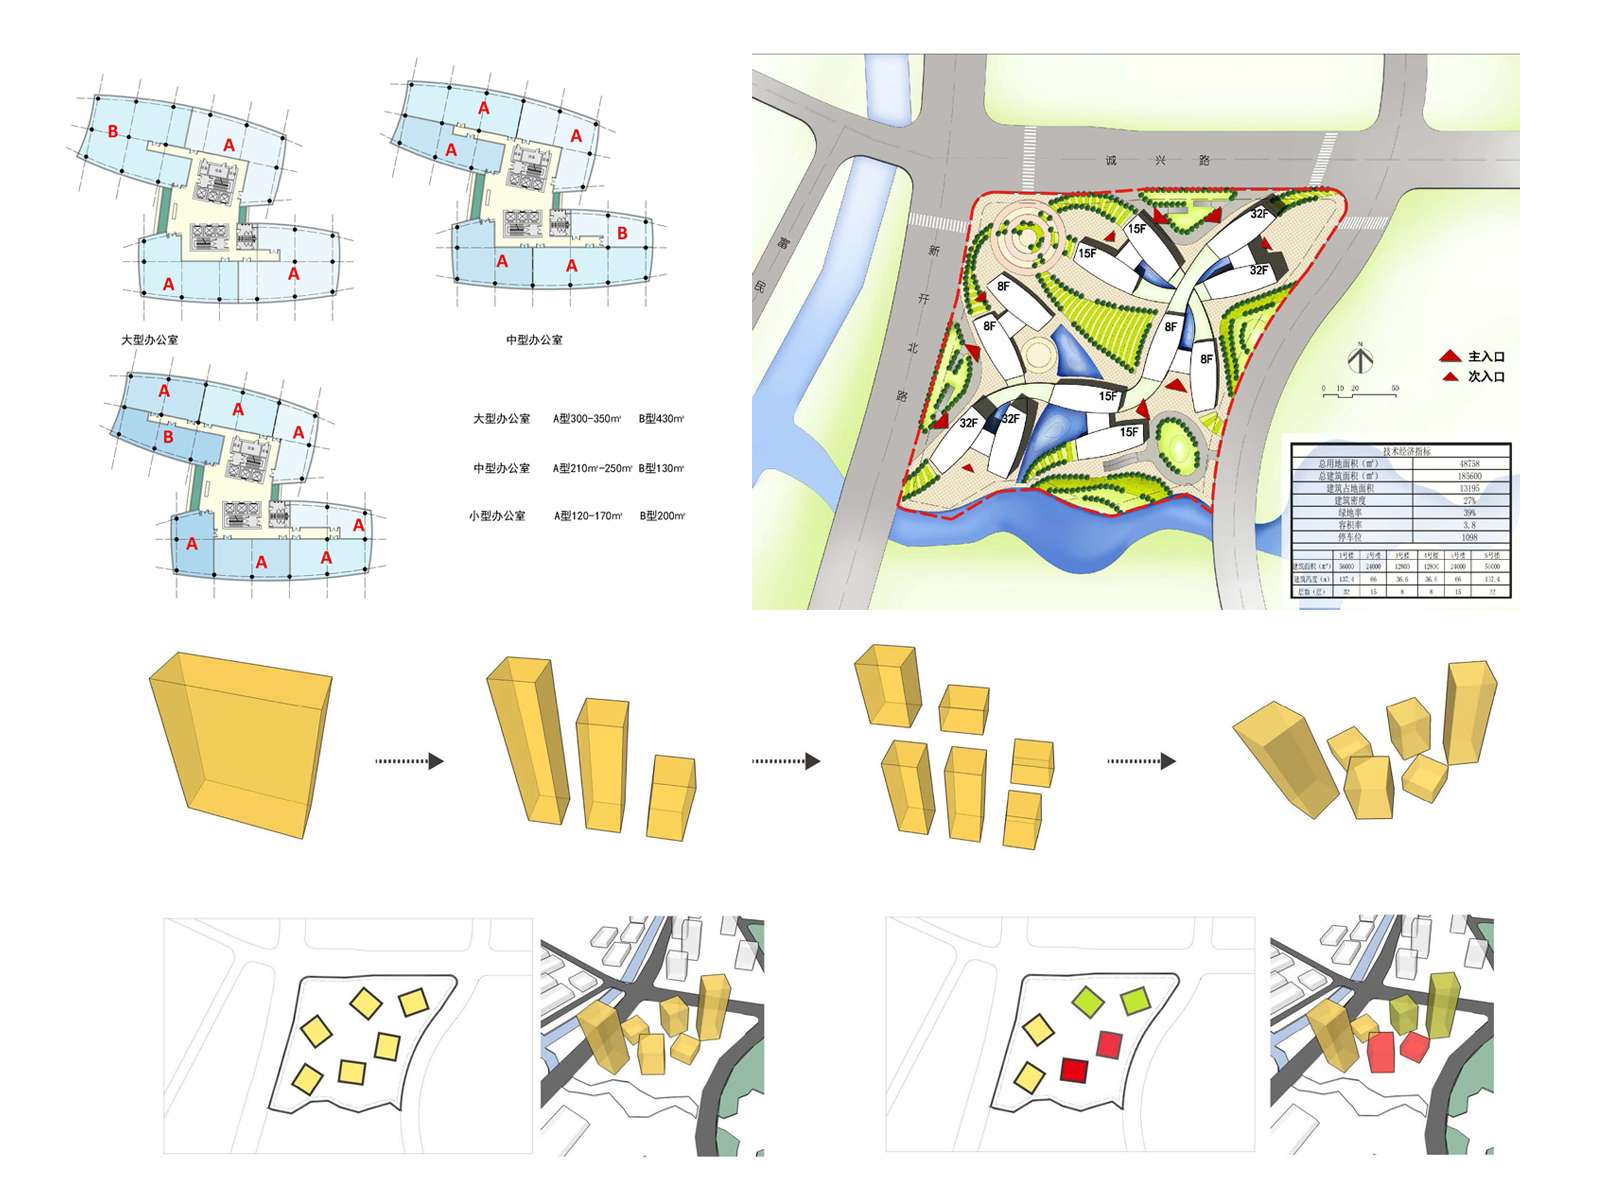 B
A
A
A
大型办公室
A
A
A
B
A
A
中型办公室
A
A
A
B
A
A
A
A
大型办公室 A型300-350㎡ B型430㎡
中型办公室 A型210㎡-250㎡ B型130㎡
小型办公室 A型120-170㎡ B型200㎡
诚兴路
富民
新开北路
32F
15F
15F
32F
8F
8F
8F
8F
15F
32F
32F
15F
N
主入口
次入口
0 10 20 50
技术经济指标
总用地面积（㎡） 48758
总建筑面积（㎡） 185600
建筑占地面积 13195
建筑密度 27%
绿地率 39%
容积率 3.8
停车位 1098
1号楼 2号楼 3号楼 4号楼 5号楼 6号楼
建筑面积（㎡） 24000 12800 12800 24000
建筑高度（m） 137.4 66 36.6 36.6 66 137.4
层数（层） 32 15 8 8 15 32